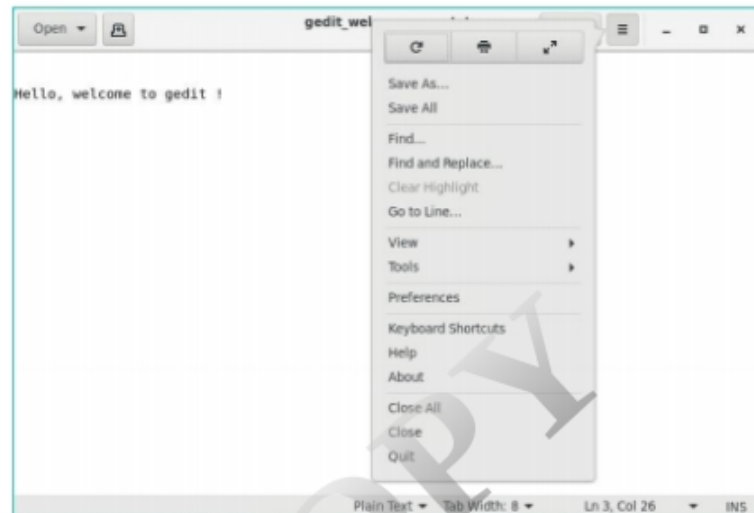 Open
gedit_wel
Hello, welcome to gedit !
Save As...
Save All
Find...
Find and Replace...
Clear Highlight
Go to Line...
View
Tools
Preferences
Keyboard Shortcuts
Help
About
Close All
Close
Quit
Plain Text Tab Width: 8 Ln 3, Col 26 INS
OPY